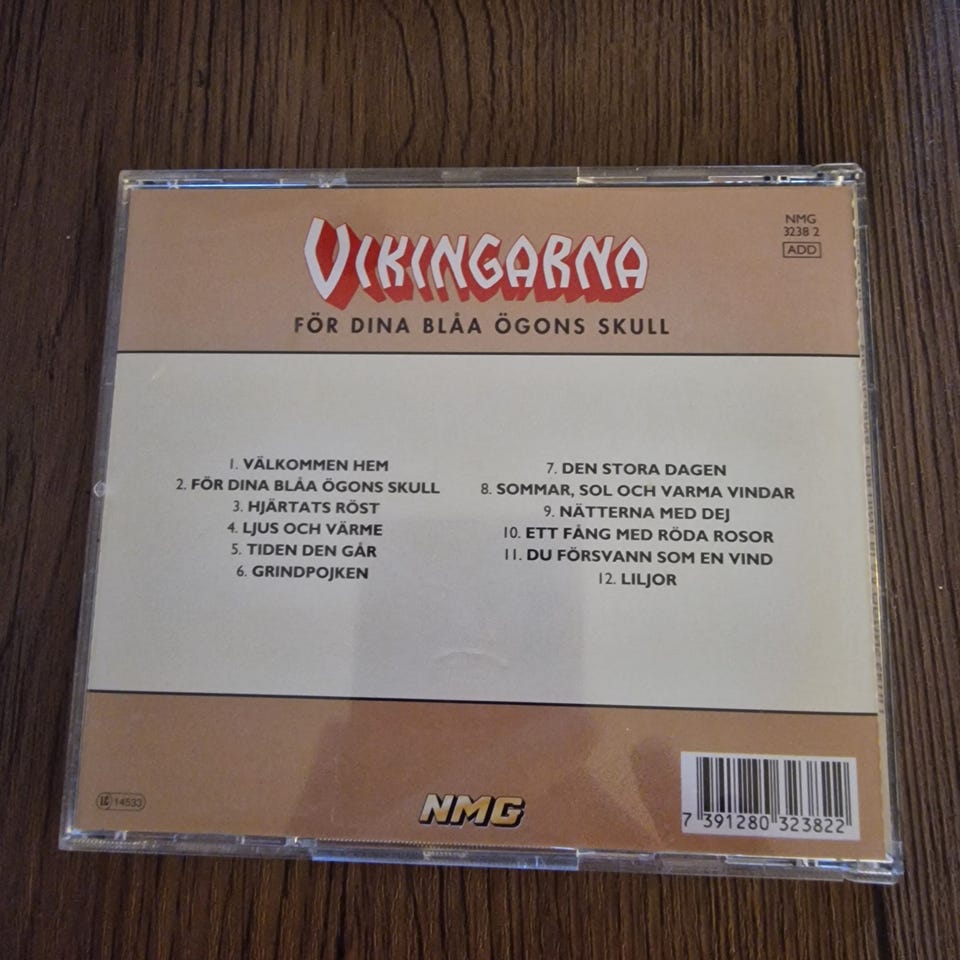 VIKINGARNA
FÖR DINA BLÅA ÖGONS SKULL
NMG
3238 2
ADD
1. VÄLKOMMEN HEM
2. FÖR DINA BLÅA ÖGONS SKULL
3. HJÄRTATS RÖST
4. LJUS OCH VÄRME
5. TIDEN DEN GÅR
6. GRINDPOJKEN
7. DEN STORA DAGEN
8. SOMMAR, SOL OCH VARMA VINDAR
9. NÄTTERNA MED DEJ
10. ETT FÅNG MED RÖDA ROSOR
11. DU FÖRSVANN SOM EN VIND
12. LILJOR
LC 14533
NMG
7 391280 323822